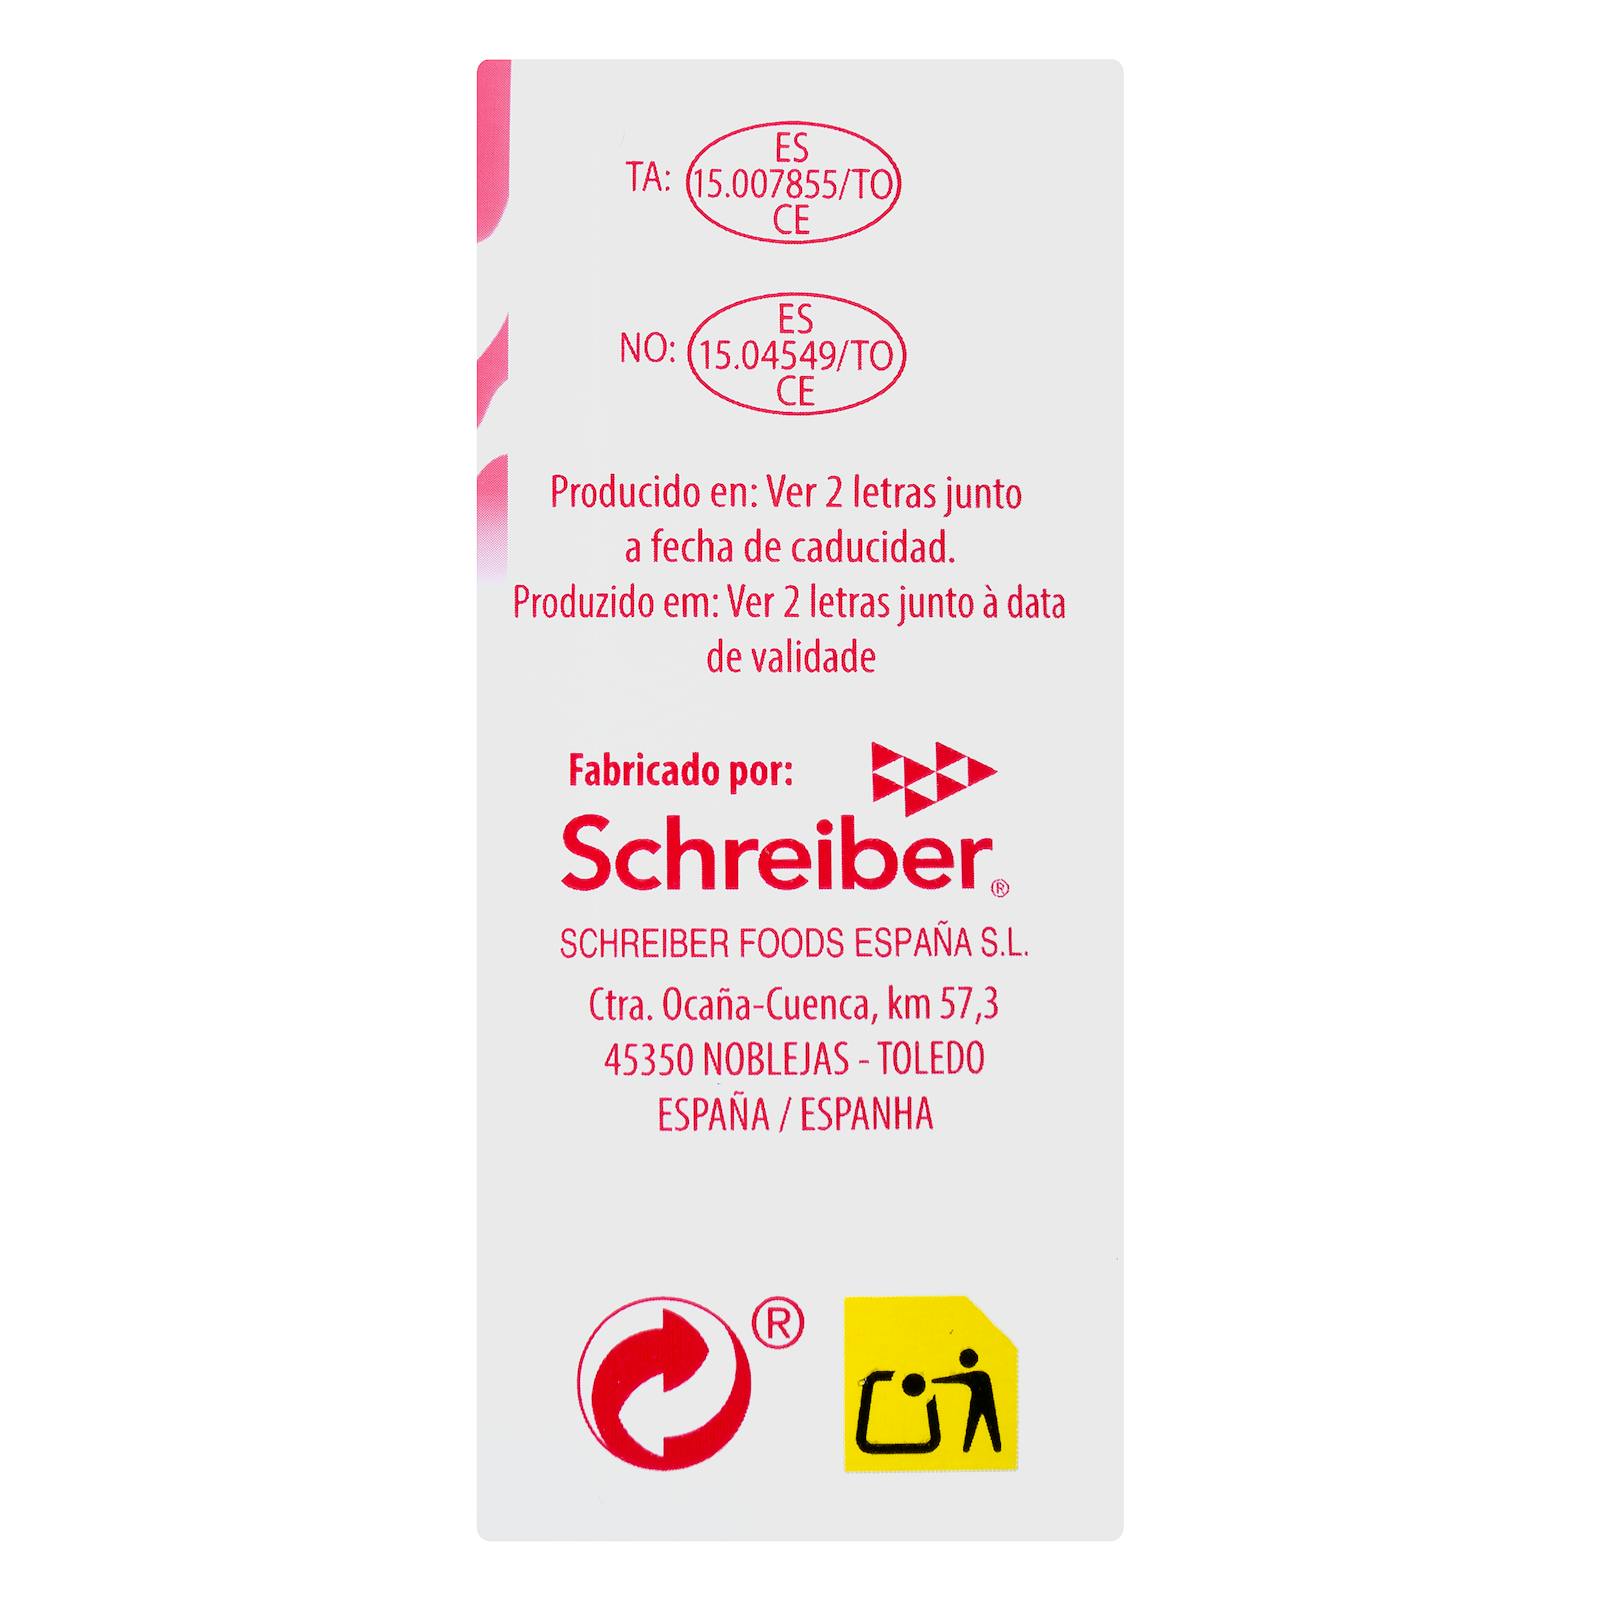 ES
TA: 15.007855/TO
CE
ES
NO: 15.04549/TO
CE
Producido en: Ver 2 letras junto
a fecha de caducidad.
Produzido em: Ver 2 letras junto à data
de validade
Fabricado por:
Schreiber®
SCHREIBER FOODS ESPAÑA S.L.
Ctra. Ocaña-Cuenca, km 57,3
45350 NOBLEJAS - TOLEDO
ESPAÑA / ESPANHA
®